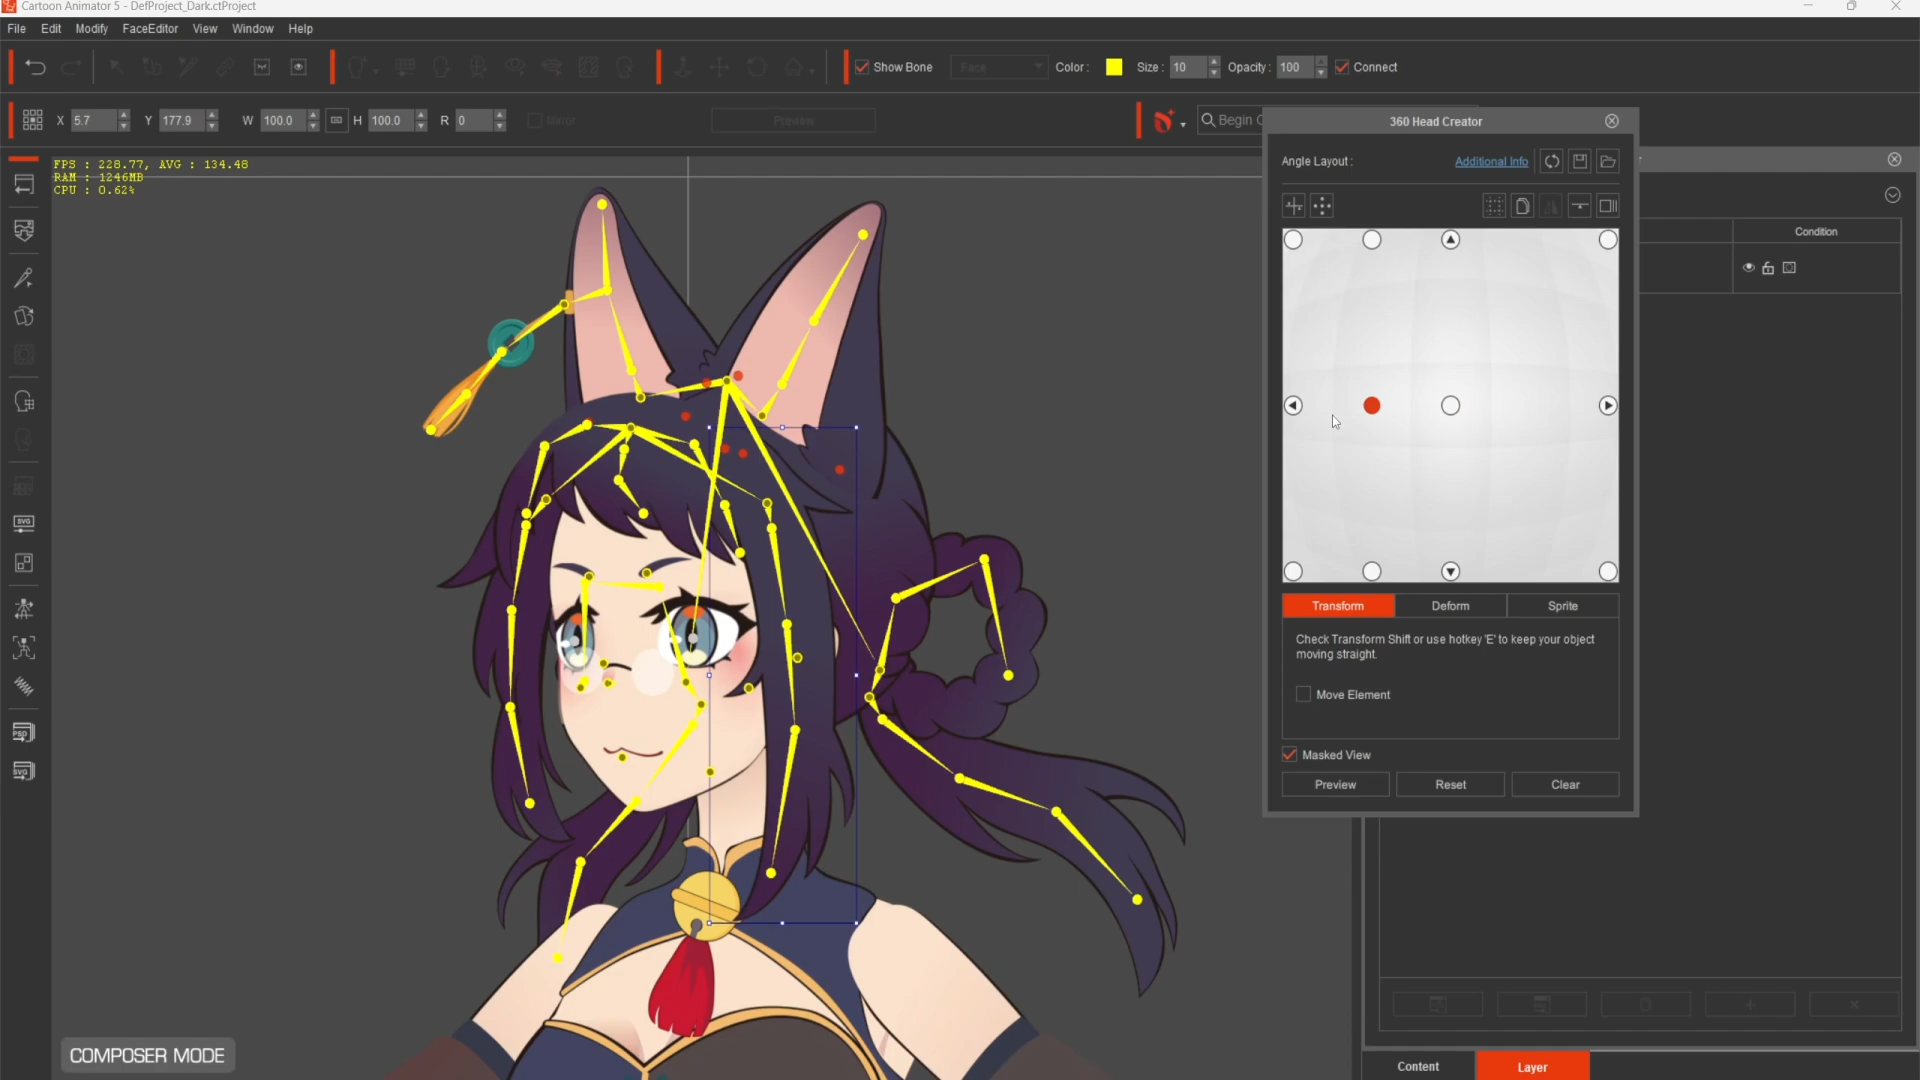 Cartoon Animator 5 - DefProject_Dark.ctProject
File Edit Modify FaceEditor View Window Help
Show Bone Face Color : Size : 10 Opacity : 100 Connect
X 5.7 Y 177.9 W 100.0 H 100.0 R 0 Mirror Preview
360 Head Creator
FPS : 228.77, AVG : 134.48
RAM : 1246MB
CPU : 0.62%
Angle Layout :
Additional Info
Condition
SVG
PSD
SVG
Transform Deform Sprite
Check Transform Shift or use hotkey 'E' to keep your object
moving straight.
Move Element
Masked View
Preview Reset Clear
COMPOSER MODE
Content Layer